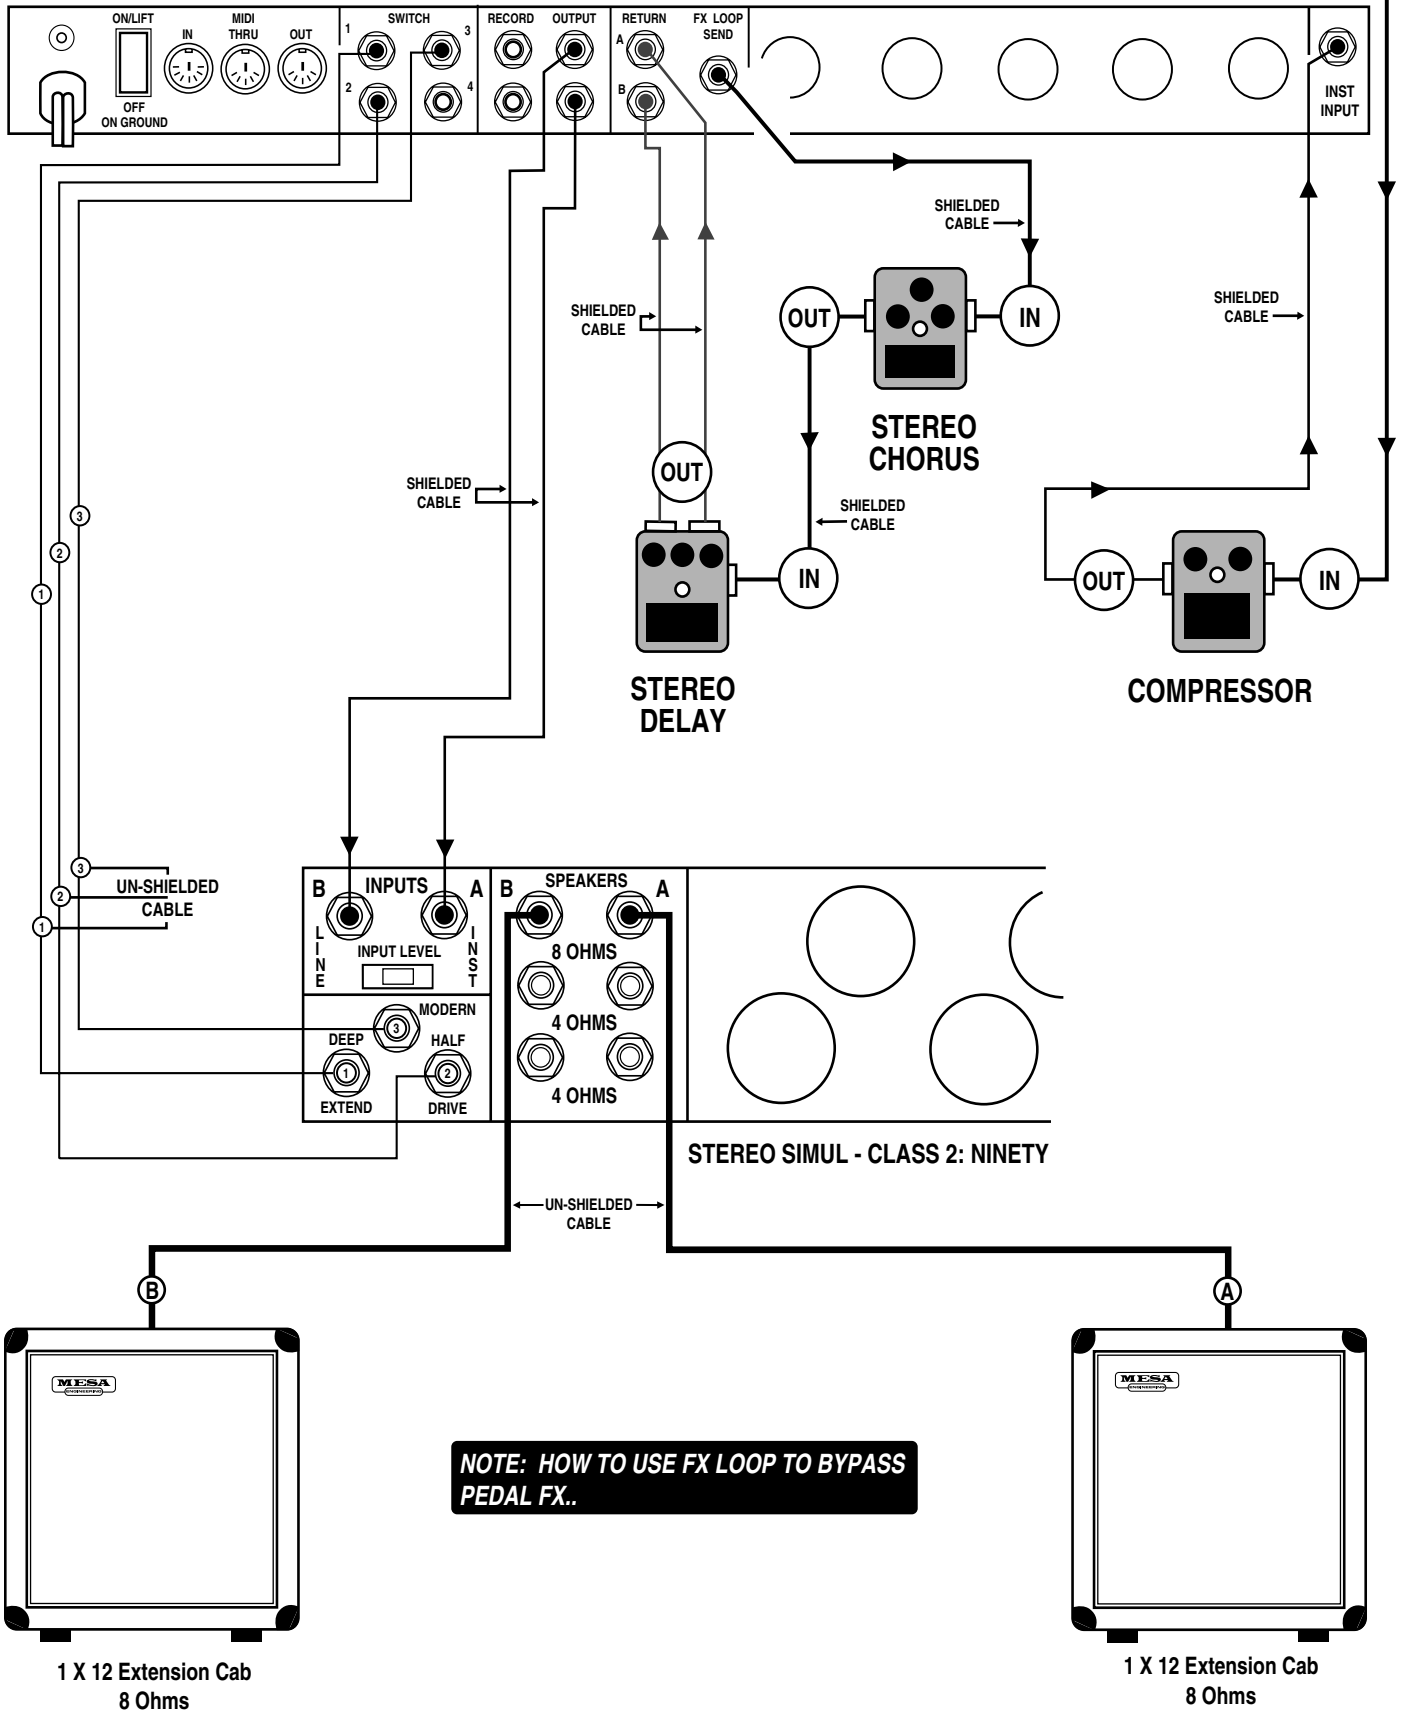 ON/LIFT
OFF
ON GROUND
MIDI
IN
THRU
OUT
SWITCH
1
3
2
4
RECORD
OUTPUT
RETURN
A
B
FX LOOP
SEND
INST
INPUT
SHIELDED
CABLE
SHIELDED
CABLE
SHIELDED
CABLE
OUT
IN
STEREO
CHORUS
OUT
SHIELDED
CABLE
SHIELDED
CABLE
3
2
1
IN
OUT
IN
STEREO
DELAY
COMPRESSOR
3
2
1
UN-SHIELDED
CABLE
B
INPUTS
A
LINE
INST
INPUT LEVEL
B
SPEAKERS
A
8 OHMS
4 OHMS
4 OHMS
MODERN
3
DEEP
HALF
1
2
EXTEND
DRIVE
STEREO SIMUL - CLASS 2: NINETY
UN-SHIELDED
CABLE
B
A
MESA
ENGINEERING
MESA
ENGINEERING
NOTE: HOW TO USE FX LOOP TO BYPASS
PEDAL FX..
1 X 12 Extension Cab
8 Ohms
1 X 12 Extension Cab
8 Ohms